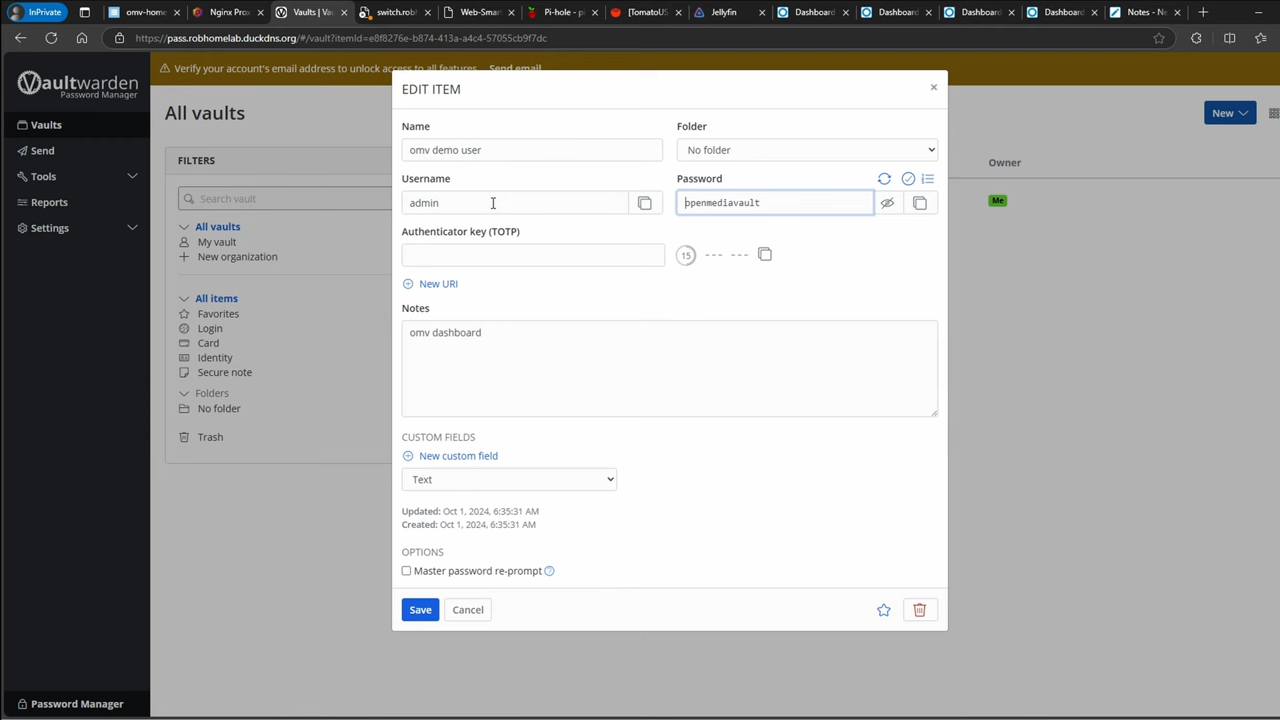 InPrivate
omv-home
Nginx Prox
Vaults | Va
switch.robh
Web Smart
Pi-hole - p
[TomatoUS
Jellyfin
Dashboard
Dashboard
Dashboard
Dashboard
Notes - Ne
https://pass.robhomelab.duckdns.org/#/vault?itemId=e8f8276e-b874-413a-a4c4-57055cb9f7dc
Vaultwarden
Password Manager
Vaults
Send
Tools
Reports
Settings
Password Manager
Verify your account's email address to unlock access to all features. Send email
All vaults
New
FILTERS
Search vault
All vaults
My vault
New organization
All items
Favorites
Login
Card
Identity
Secure note
Folders
No folder
Trash
Owner
Me
EDIT ITEM
Name
omv demo user
Folder
No folder
Username
admin
Password
openmediavault
Authenticator key (TOTP)
15 --- ---
New URI
Notes
omv dashboard
CUSTOM FIELDS
New custom field
Text
Updated: Oct 1, 2024, 6:35:31 AM
Created: Oct 1, 2024, 6:35:31 AM
OPTIONS
Master password re-prompt
Save
Cancel